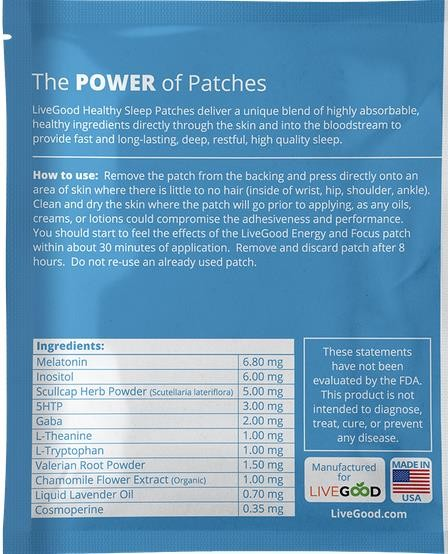 The POWER of Patches
LiveGood Healthy Sleep Patches deliver a unique blend of highly absorbable,
healthy ingredients directly through the skin and into the bloodstream to
provide fast and long-lasting, deep, restful, high quality sleep.
How to use: Remove the patch from the backing and press directly onto an
area of skin where there is little to no hair (inside of wrist, hip, shoulder, ankle).
Clean and dry the skin where the patch will go prior to applying, as any oils,
creams, or lotions could compromise the adhesiveness and performance.
You should start to feel the effects of the LiveGood Energy and Focus patch
within about 30 minutes of application. Remove and discard patch after 8
hours. Do not re-use an already used patch.
Ingredients:
Melatonin 6.80 mg
Inositol 6.00 mg
Scullcap Herb Powder (Scutellaria lateriflora) 5.00 mg
5HTP 3.00 mg
Gaba 2.00 mg
L-Theanine 1.00 mg
L-Tryptophan 1.00 mg
Valerian Root Powder 1.50 mg
Chamomile Flower Extract (Organic) 1.00 mg
Liquid Lavender Oil 0.70 mg
Cosmoperine 0.35 mg
These statements
have not been
evaluated by the FDA.
This product is not
intended to diagnose,
treat, cure, or prevent
any disease.
Manufactured
for
LIVEGOOD
MADE IN
USA
LiveGood.com